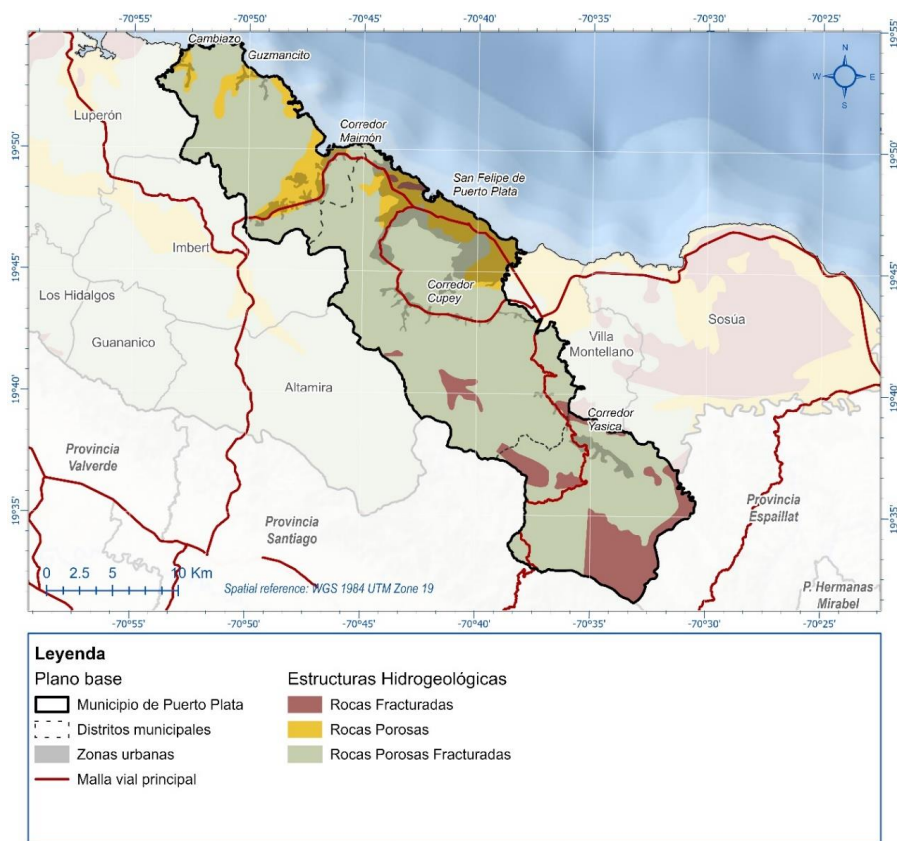 -70°55'
-70°50'
-70°45'
-70°40'
-70°35'
-70°30'
-70°25'
19°55'
Cambiazo
Guzmancito
N
W
E
S
Luperón
Corredor
Maimón
19°50'
19°50'
San Felipe de
Puerto Plata
Imbert
19°45'
19°45'
Los Hidalgos
Corredor
Cupey
Sosúa
Guananico
Villa
Montellano
Altamira
19°40'
19°40'
Corredor
Yasica
Provincia
Valverde
Provincia
Espaillat
19°35'
19°35'
Provincia
Santiago
0 2.5 5 10 Km
Spatial reference: WGS 1984 UTM Zone 19
P. Hermanas
Mirabel
-70°55'
-70°50'
-70°45'
-70°40'
-70°35'
-70°30'
-70°25'
Leyenda
Plano base
Municipio de Puerto Plata
Distritos municipales
Zonas urbanas
Malla vial principal
Estructuras Hidrogeológicas
Rocas Fracturadas
Rocas Porosas
Rocas Porosas Fracturadas